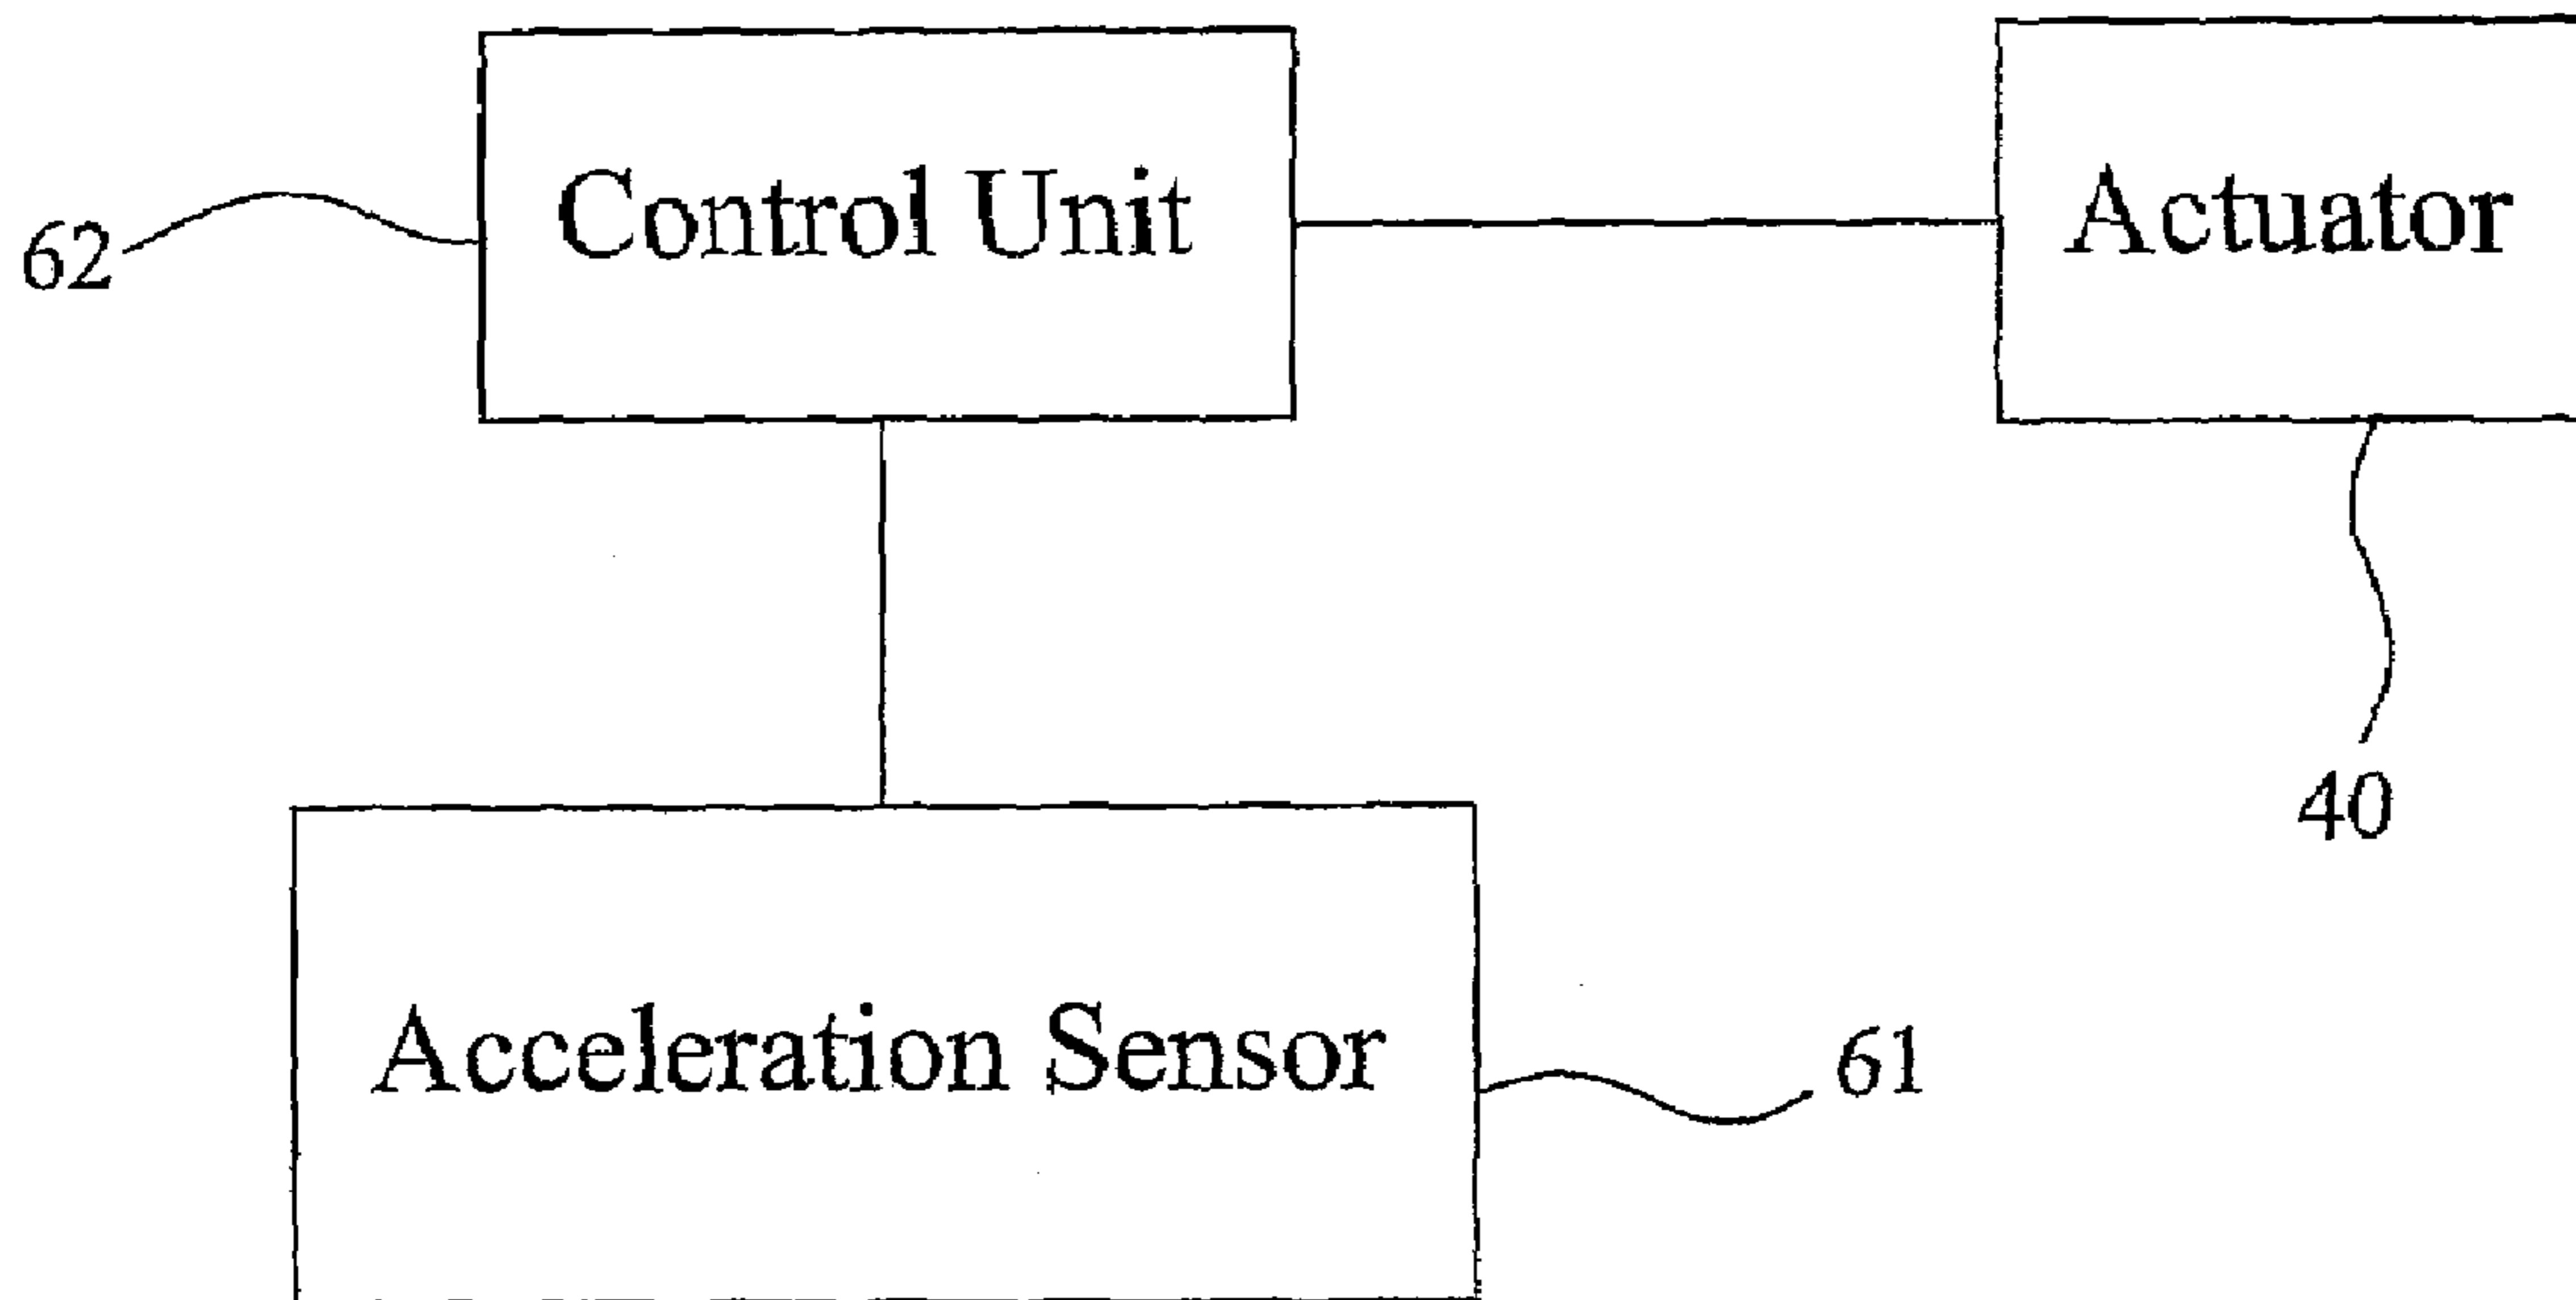 Control Unit
Actuator
62
40
Acceleration Sensor
61